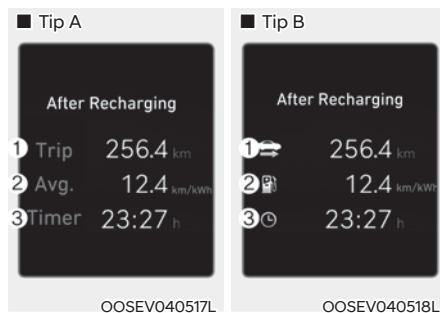 ■ Tip A
After Recharging
1 Trip 256.4 km
2 Avg. 12.4 km/kWh
3 Timer 23:27 h
OOSEV040517L
■ Tip B
After Recharging
1 256.4 km
2 12.4 km/kWh
3 23:27 h
OOSEV040518L